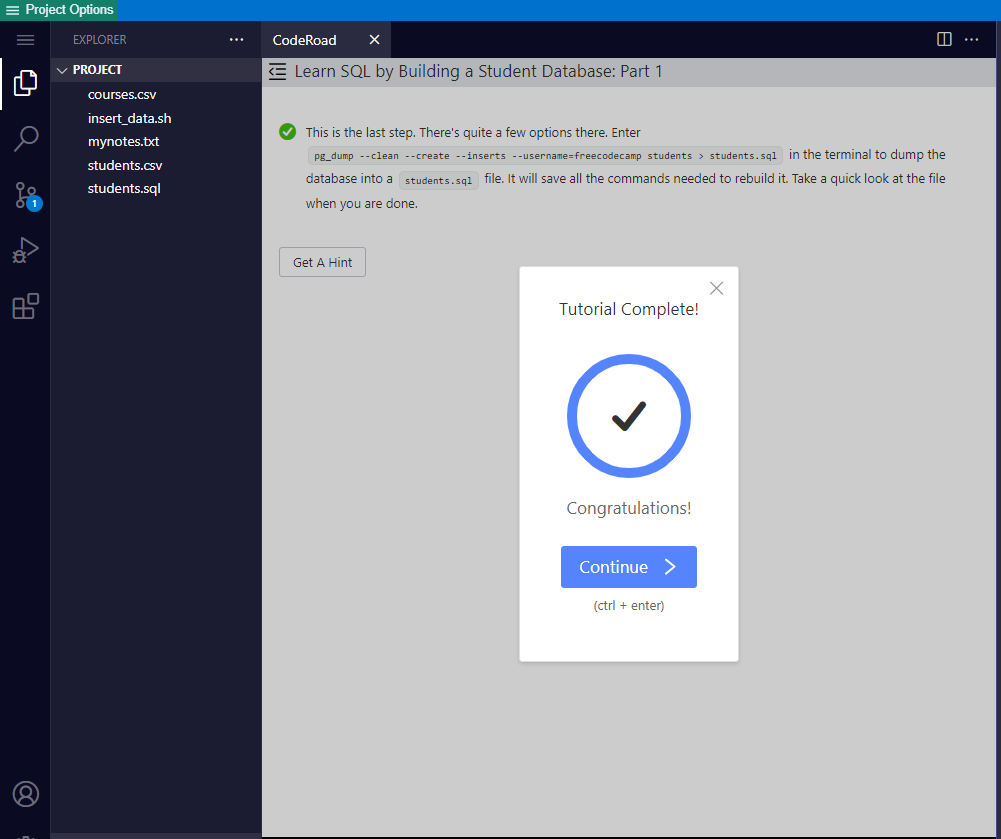 Project Options
EXPLORER
CodeRoad
PROJECT
courses.csv
insert_data.sh
mynotes.txt
students.csv
students.sql
1
Learn SQL by Building a Student Database: Part 1
This is the last step. There's quite a few options there. Enter
pg_dump --clean --create --inserts --username=freecodecamp students > students.sql in the terminal to dump the
database into a students.sql file. It will save all the commands needed to rebuild it. Take a quick look at the file
when you are done.
Get A Hint
Tutorial Complete!
Congratulations!
Continue
(ctrl + enter)